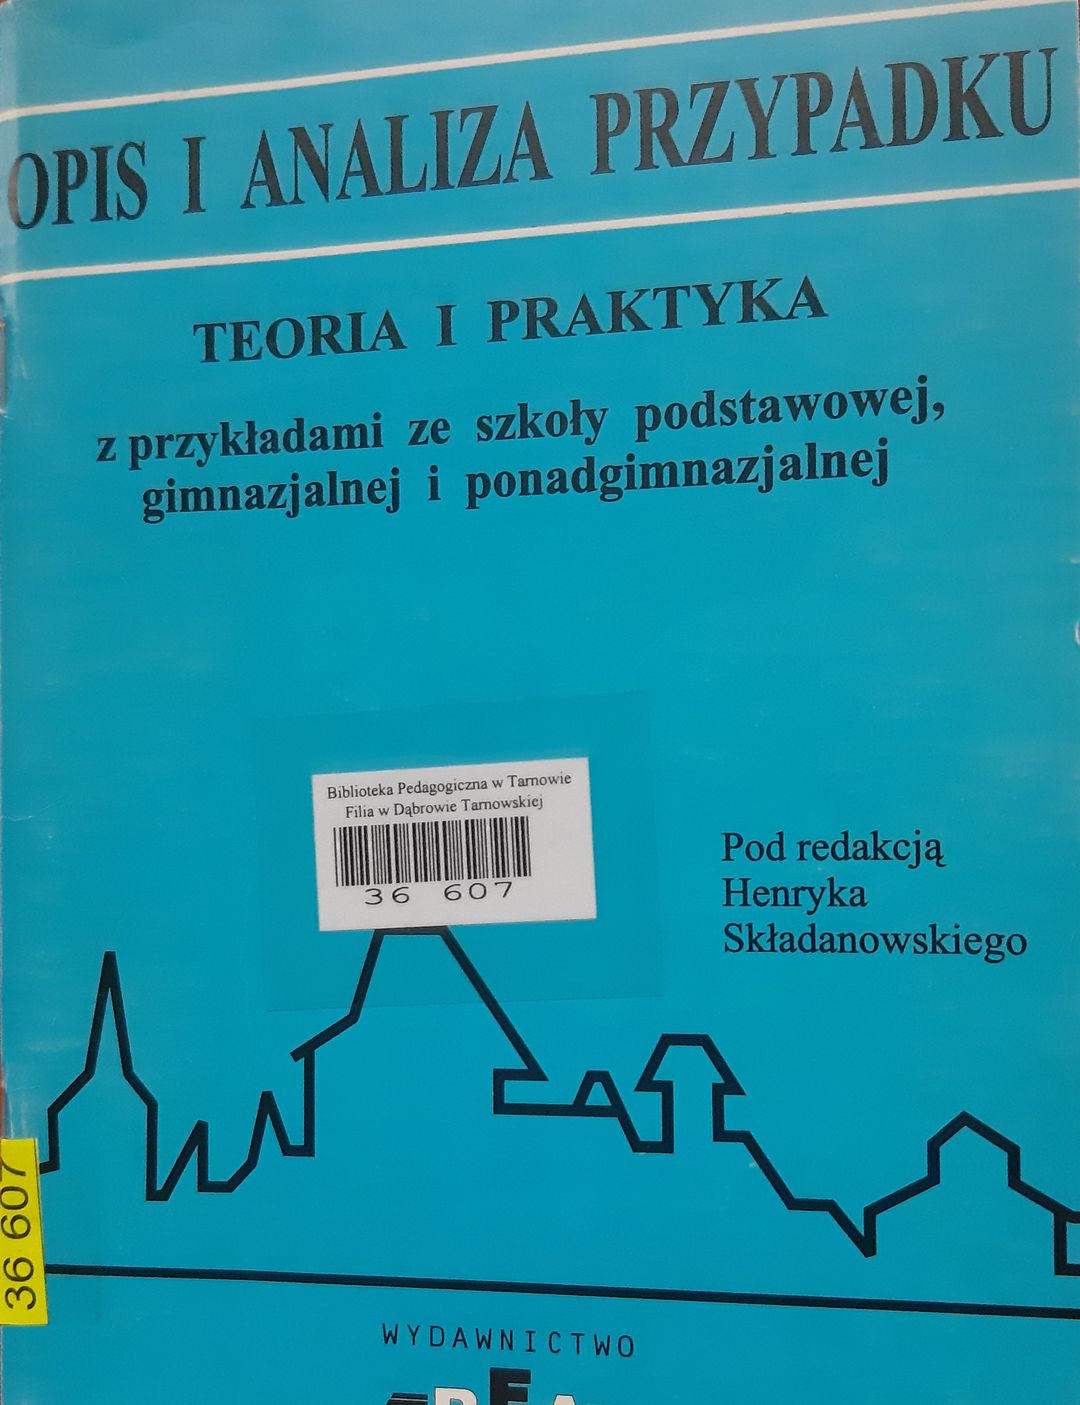 OPIS I ANALIZA PRZYPADKU
TEORIA I PRAKTYKA
z przykładami ze szkoły podstawowej,
gimnazjalnej i ponadgimnazjalnej
Biblioteka Pedagogiczna w Tarnowie
Filia w Dąbrowie Tarnowskiej
36 607
Pod redakcją
Henryka
Składanowskiego
36 607
WYDAWNICTWO